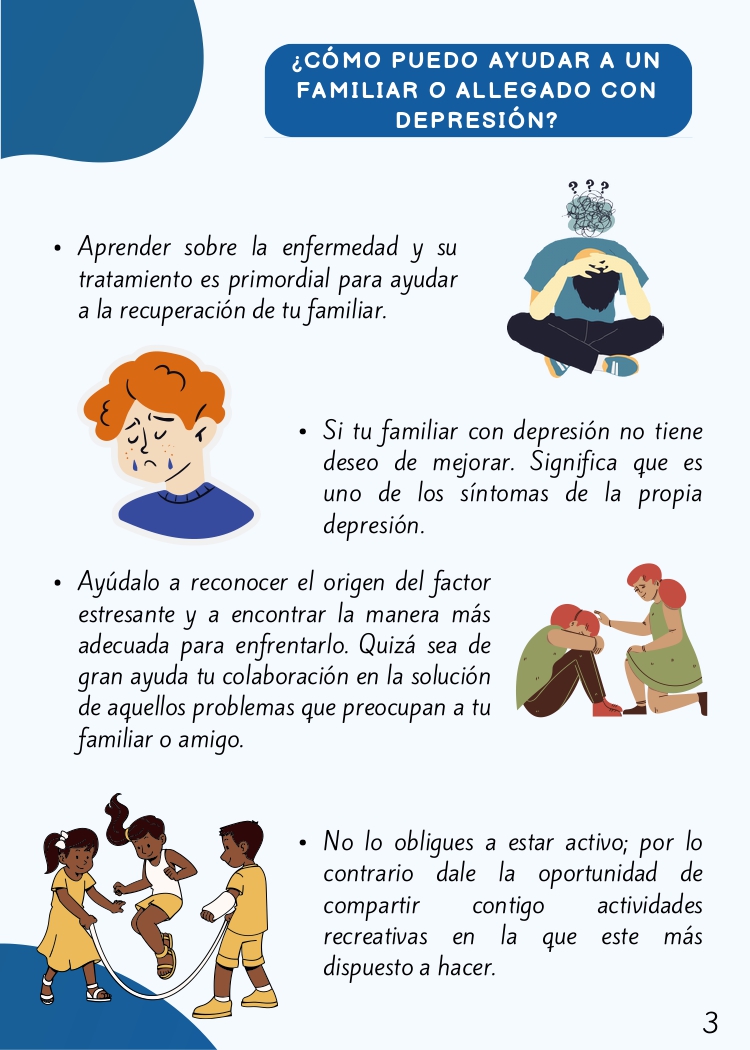 ¿CÓMO PUEDO AYUDAR A UN
FAMILIAR O ALLEGADO CON
DEPRESIÓN?
? ? ?
• Aprender sobre la enfermedad y su
tratamiento es primordial para ayudar
a la recuperación de tu familiar.
• Si tu familiar con depresión no tiene
deseo de mejorar. Significa que es
uno de los síntomas de la propia
depresión.
• Ayúdalo a reconocer el origen del factor
estresante y a encontrar la manera más
adecuada para enfrentarlo. Quizá sea de
gran ayuda tu colaboración en la solución
de aquellos problemas que preocupan a tu
familiar o amigo.
• No lo obligues a estar activo; por lo
contrario dale la oportunidad de
compartir contigo actividades
recreativas en la que este más
dispuesto a hacer.
3